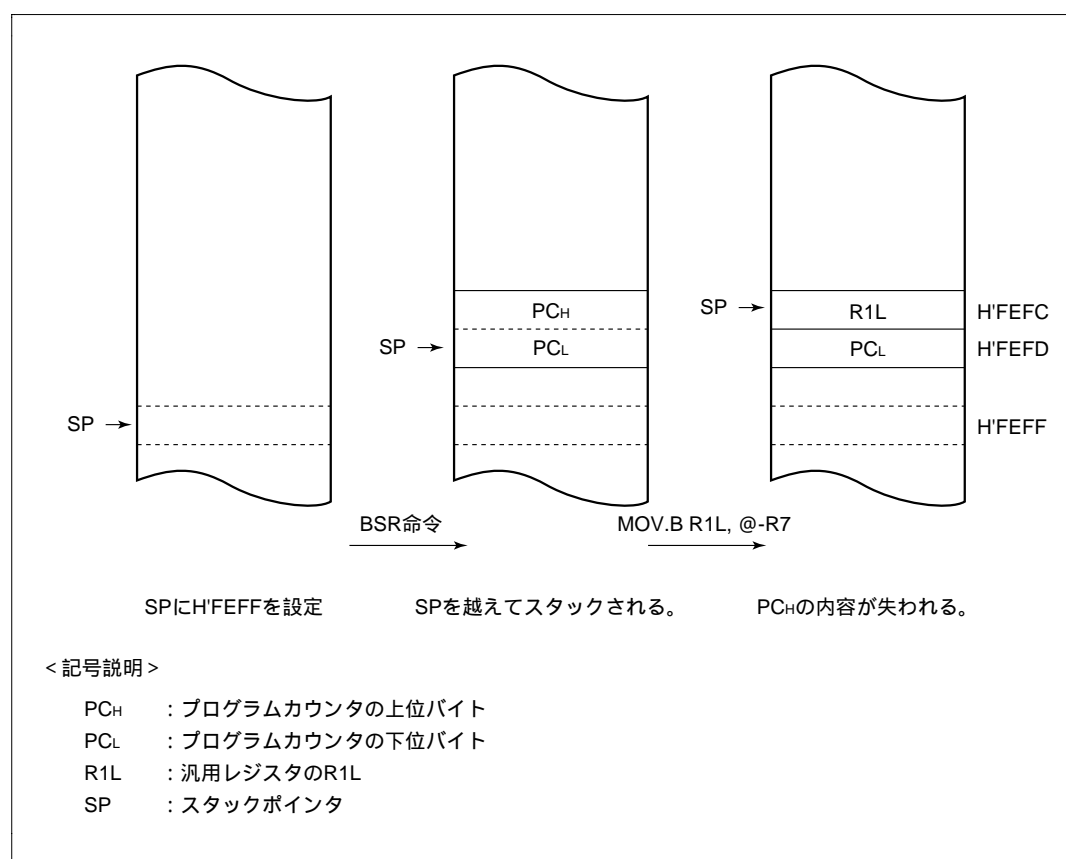 PCH
SP
PCL
SP
R1L
H'FEFC
PCL
H'FEFD
SP
H'FEFF
BSR命令
MOV.B R1L, @-R7
SPにH'FEFFを設定
SPを越えてスタックされる。
PCHの内容が失われる。
<記号説明>
PCH :プログラムカウンタの上位バイト
PCL :プログラムカウンタの下位バイト
R1L :汎用レジスタのR1L
SP :スタックポインタ